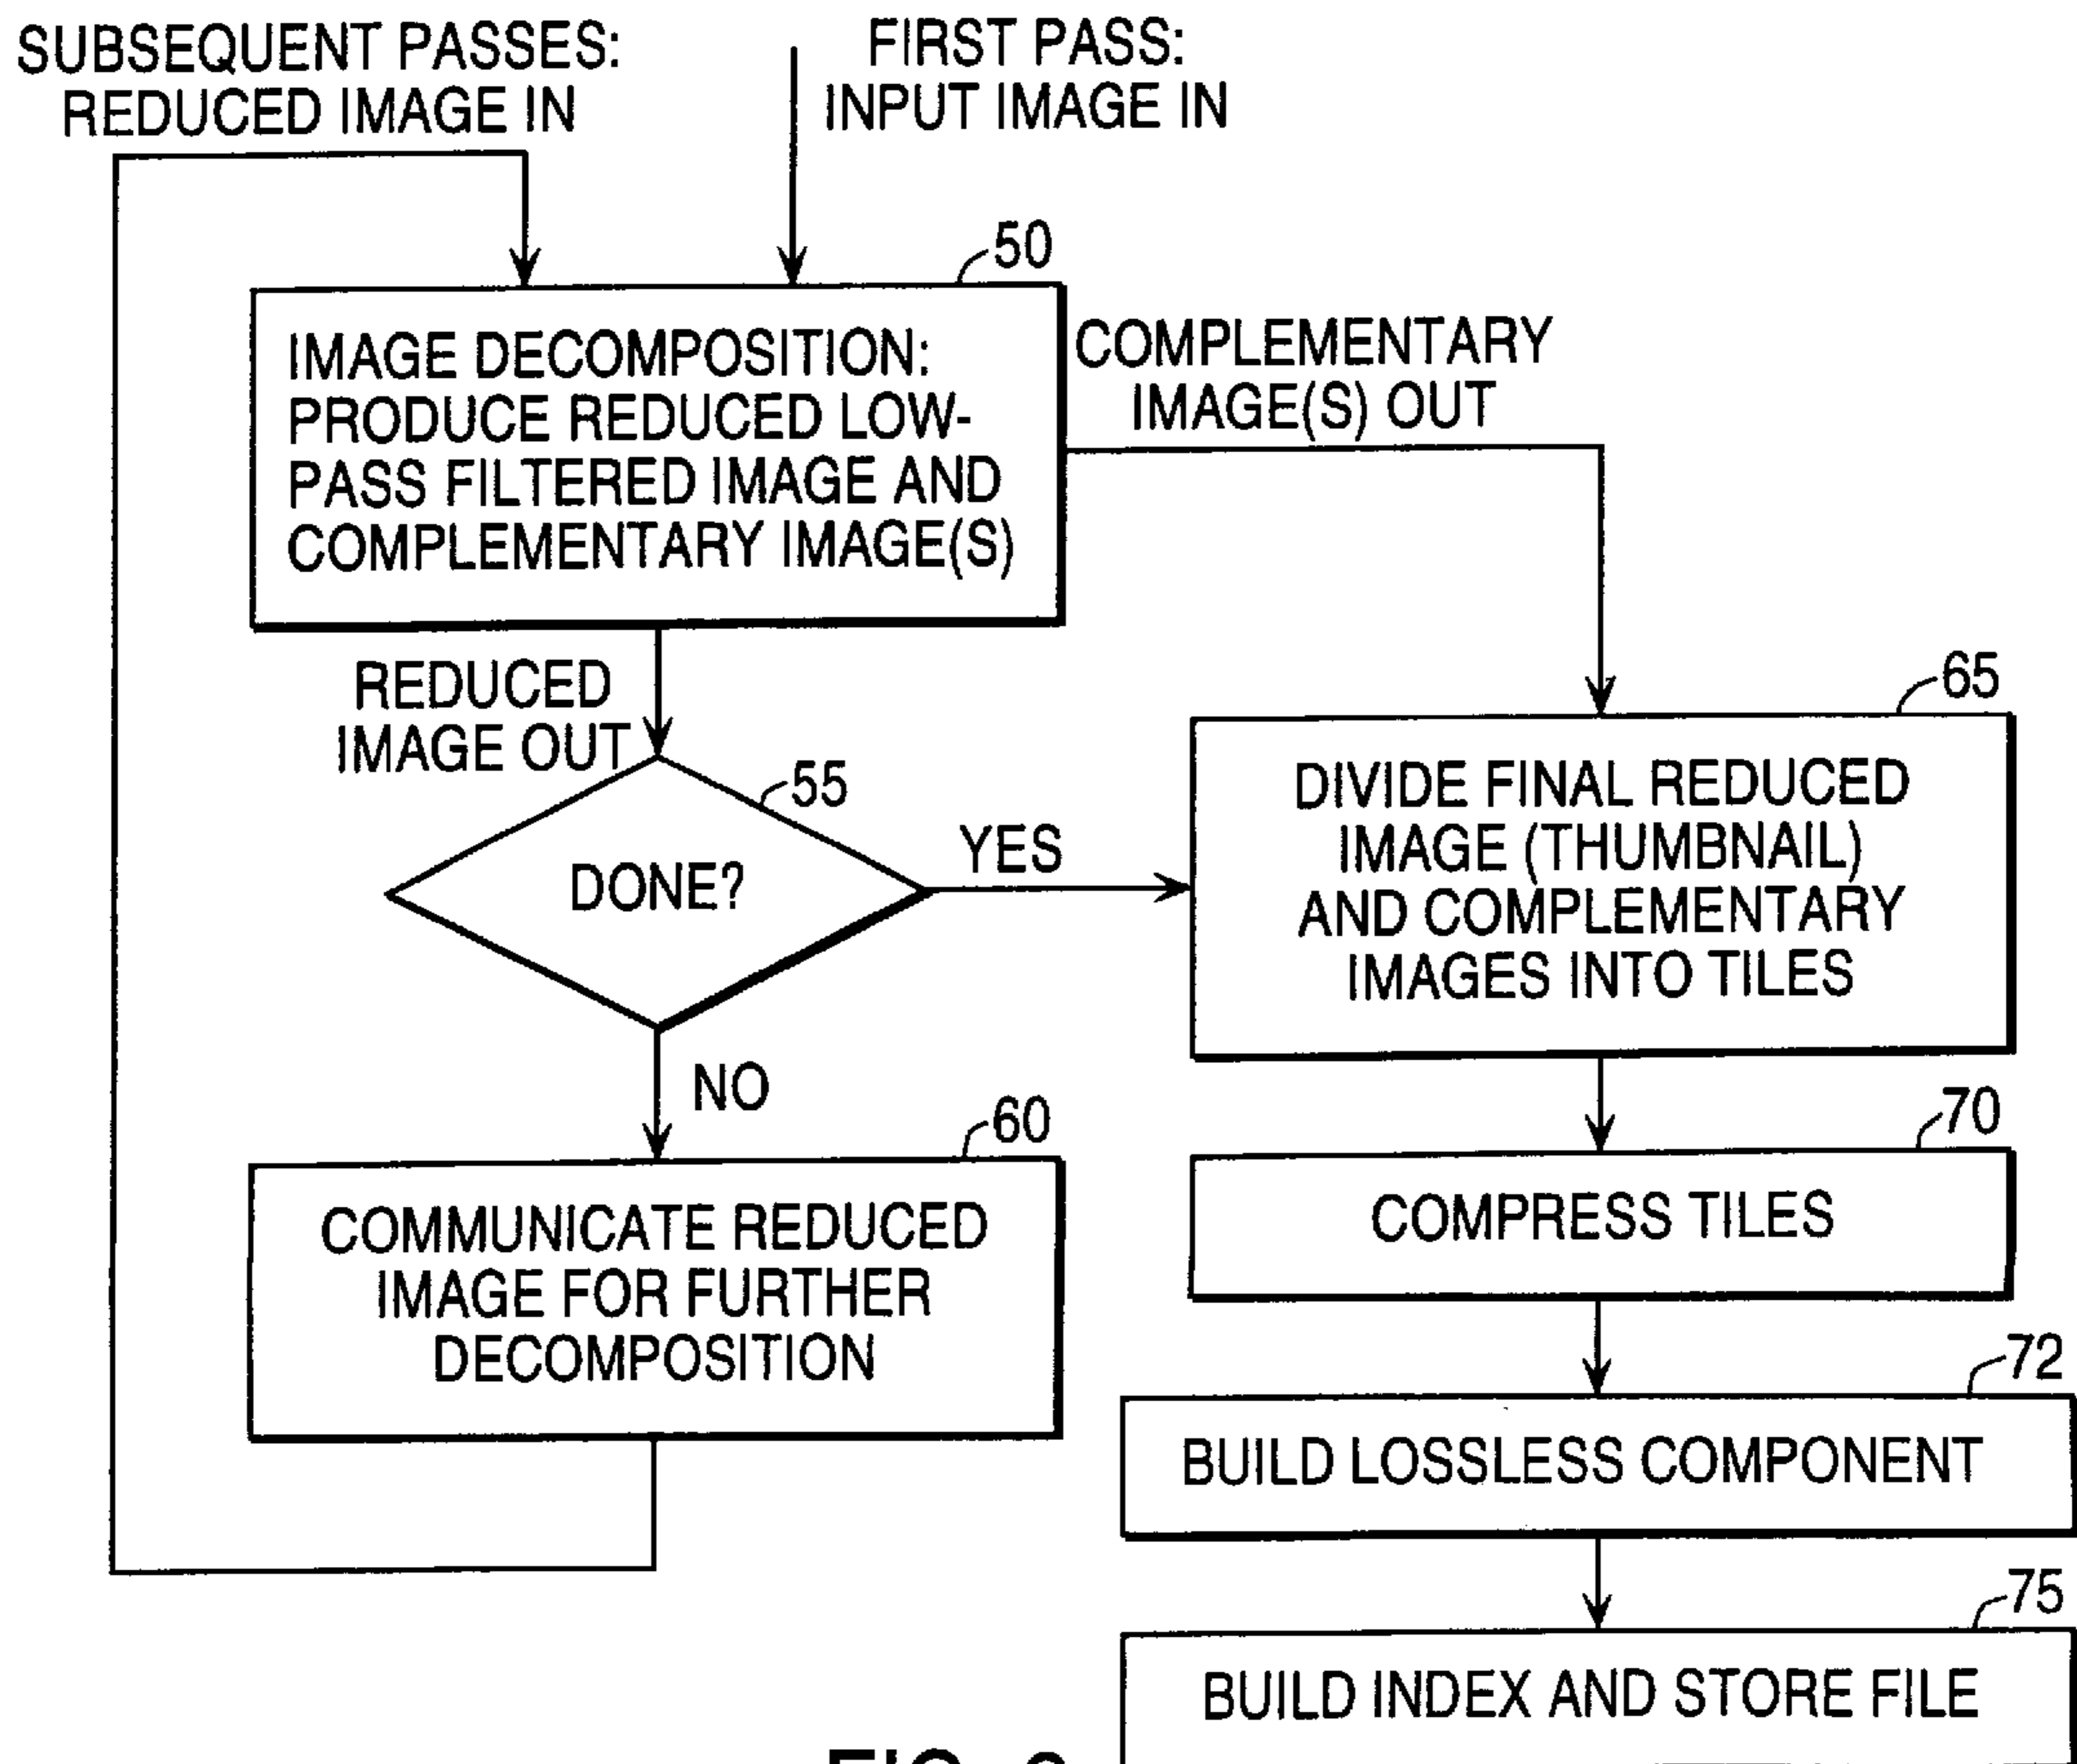 SUBSEQUENT PASSES:
REDUCED IMAGE IN
FIRST PASS:
INPUT IMAGE IN
50
IMAGE DECOMPOSITION:
PRODUCE REDUCED LOW-
PASS FILTERED IMAGE AND
COMPLEMENTARY IMAGE(S)
COMPLEMENTARY
IMAGE(S) OUT
REDUCED
IMAGE OUT
55
DONE?
YES
NO
65
DIVIDE FINAL REDUCED
IMAGE (THUMBNAIL)
AND COMPLEMENTARY
IMAGES INTO TILES
60
COMMUNICATE REDUCED
IMAGE FOR FURTHER
DECOMPOSITION
70
COMPRESS TILES
72
BUILD LOSSLESS COMPONENT
75
BUILD INDEX AND STORE FILE
FIG.